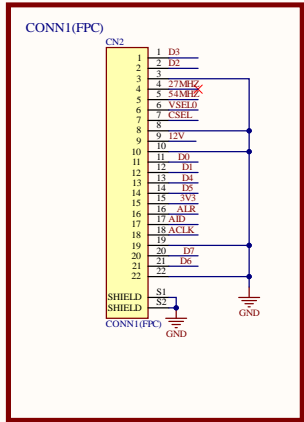 CONN1(FPC)
CN2
1 1 D3
2 2 D2
3 3
4 4 27MHZ
5 5 54MHZ
6 6 VSEL0
7 7 CSEL
8 8
9 9 12V
10 10
11 11 D0
12 12 D1
13 13 D4
14 14 D5
15 15 3V3
16 16 ALR
17 17 AID
18 18 ACLK
19 19
20 20 D7
21 21 D6
22 22
SHIELD S1
SHIELD S2
CONN1(FPC)
GND
GND